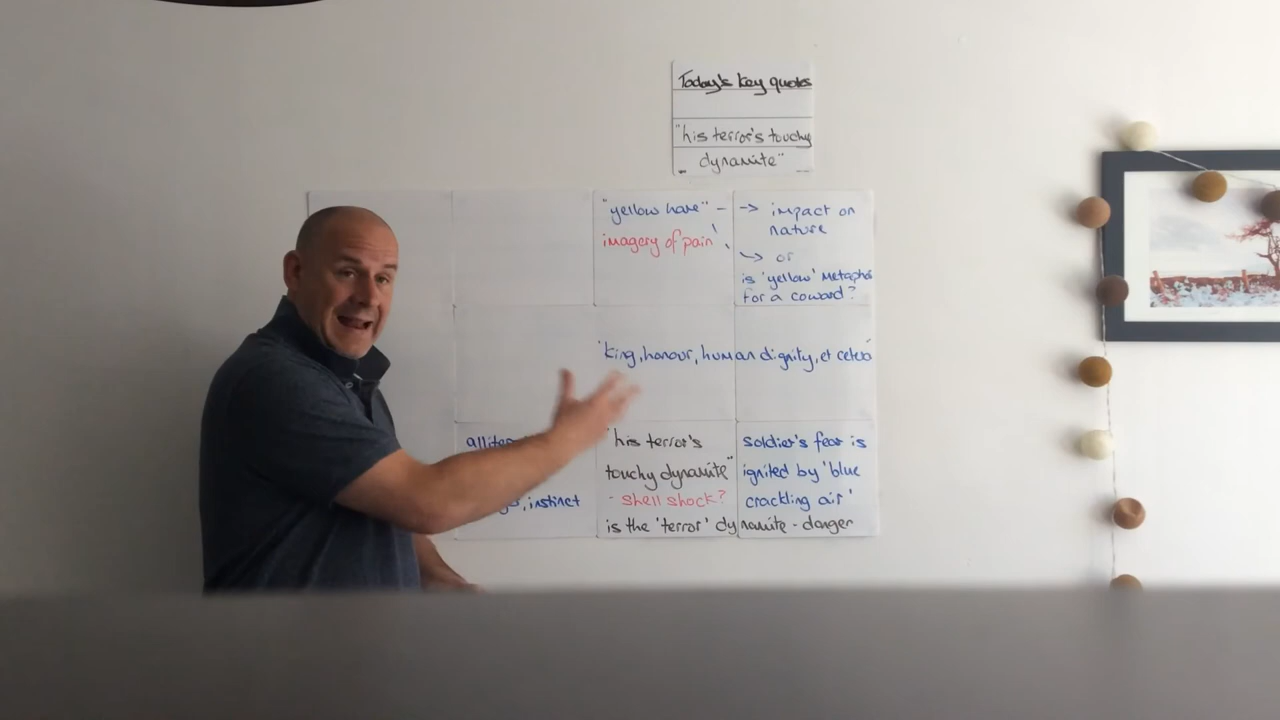 Today's key quotes
"his terror's touchy
dynamite"
"yellow hare" -
imagery of pain
-> impact on
nature
-> or
is 'yellow' Metaphor
for a coward?
"king, honour, human dignity, et cetera"
instinct
"his terror's
touchy dynamite"
- shell shock?
is the 'terror' dynamite - danger
soldier's fear is
ignited by 'blue
crackling air'